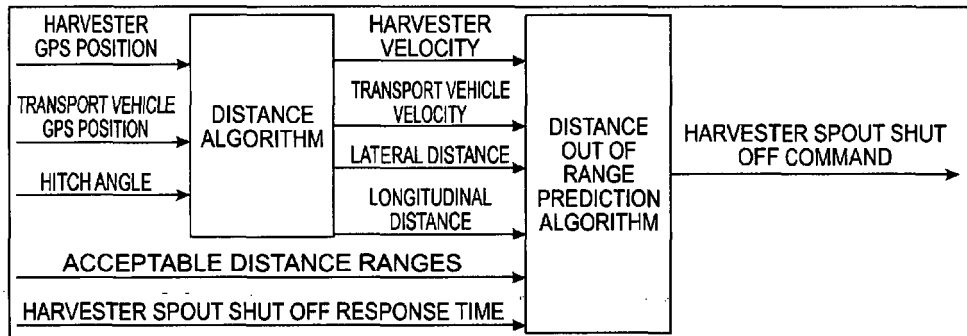 HARVESTER
GPS POSITION
TRANSPORT VEHICLE
GPS POSITION
HITCH ANGLE
DISTANCE
ALGORITHM
HARVESTER
VELOCITY
TRANSPORT VEHICLE
VELOCITY
LATERAL DISTANCE
LONGITUDINAL
DISTANCE
ACCEPTABLE DISTANCE RANGES
HARVESTER SPOUT SHUT OFF RESPONSE TIME
DISTANCE
OUT OF
RANGE
PREDICTION
ALGORITHM
HARVESTER SPOUT SHUT
OFF COMMAND